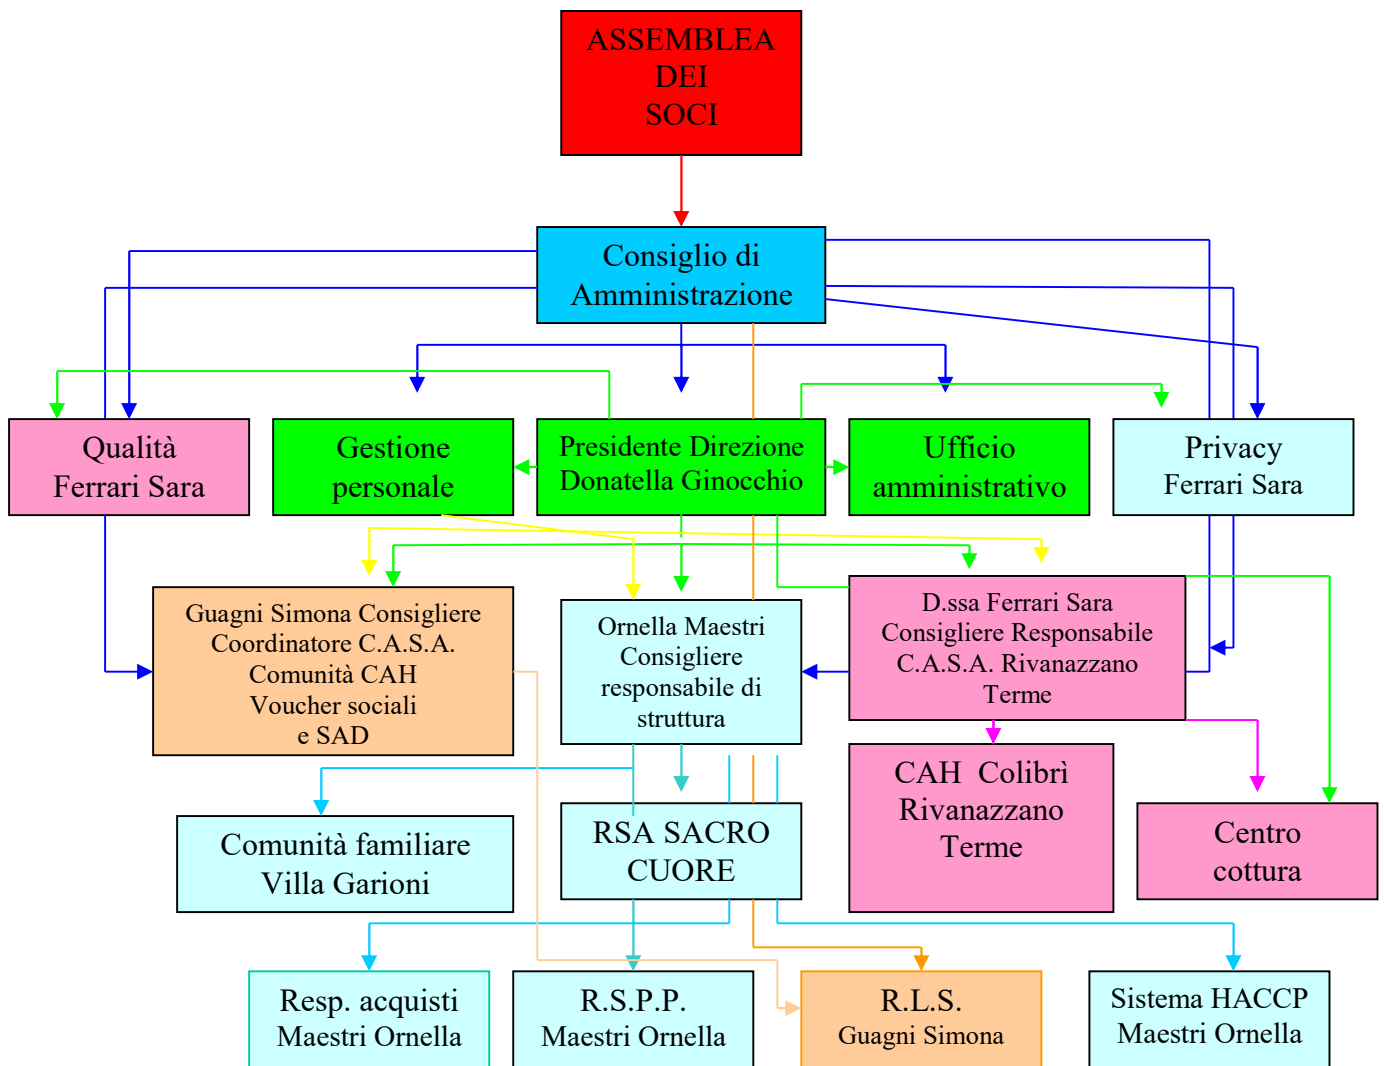 ASSEMBLEA
DEI
SOCI
Consiglio di
Amministrazione
Qualità
Ferrari Sara
Gestione
personale
Presidente Direzione
Donatella Ginocchio
Ufficio
amministrativo
Privacy
Ferrari Sara
Guagni Simona Consigliere
Coordinatore C.A.S.A.
Comunità CAH
Voucher sociali
e SAD
Ornella Maestri
Consigliere
responsabile di
struttura
D.ssa Ferrari Sara
Consigliere Responsabile
C.A.S.A. Rivanazzano
Terme
Comunità familiare
Villa Garioni
RSA SACRO
CUORE
CAH Colibrì
Rivanazzano
Terme
Centro
cottura
Resp. acquisti
Maestri Ornella
R.S.P.P.
Maestri Ornella
R.L.S.
Guagni Simona
Sistema HACCP
Maestri Ornella